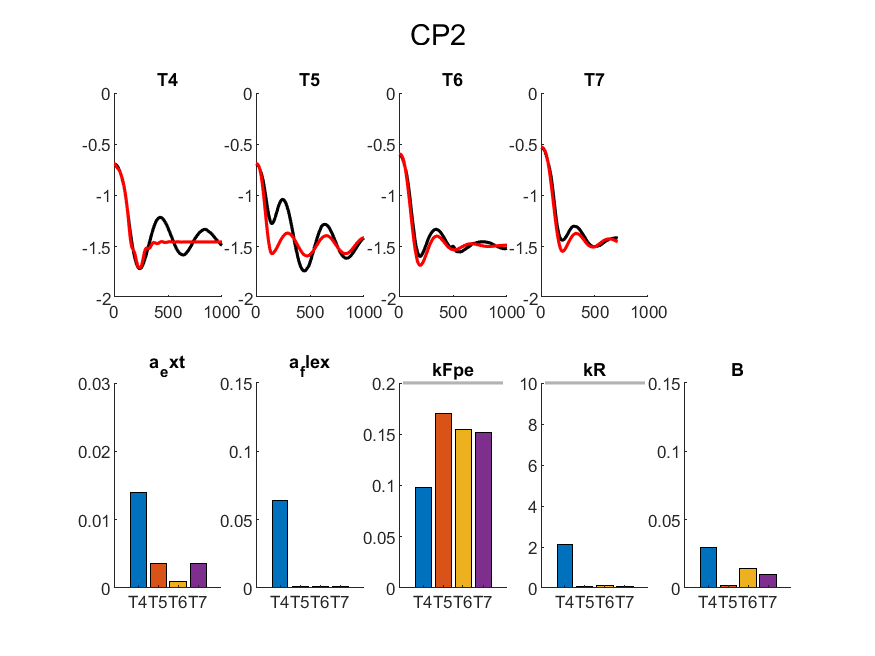 CP2
T4 T5 T6 T7
0 0 0 0
-0.5 -0.5 -0.5 -0.5
-1 -1 -1 -1
-1.5 -1.5 -1.5 -1.5
-2 -2 -2 -2
0 500 1000 0 500 1000 0 500 1000 0 500 1000
a_ext a_flex kFpe kR B
0.03 0.15 0.2 10 0.15
0.02 0.1 0.15 8 0.1
0.01 0.05 0.1 6 0.05
0 0 0.05 4 0
0 2
0
T4T5T6T7 T4T5T6T7 T4T5T6T7 T4T5T6T7 T4T5T6T7